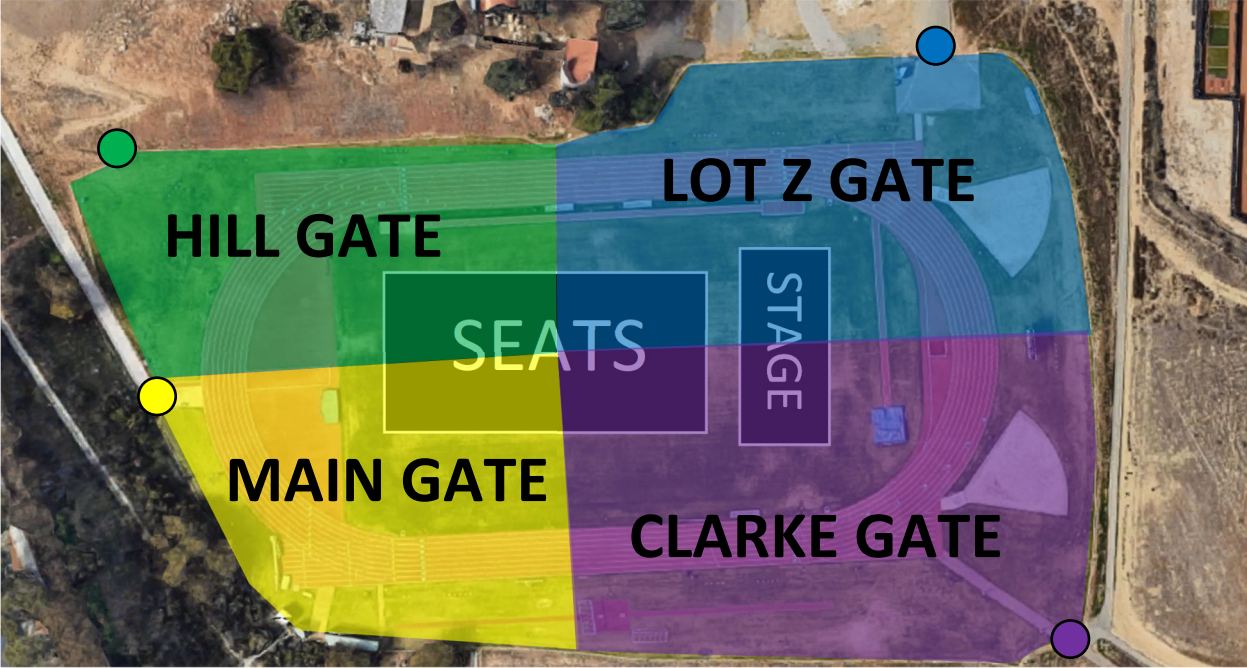 LOT Z GATE
HILL GATE
SEATS
STAGE
MAIN GATE
CLARKE GATE